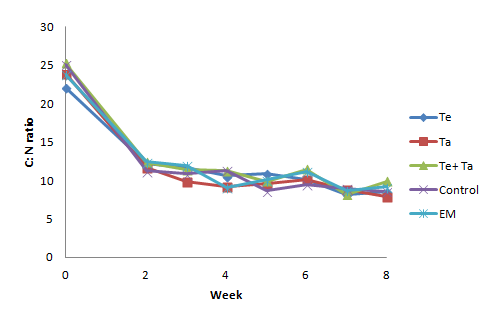 30
25
20
15
10
5
0
C:N ratio
0 2 4 6 8
Week
Te
Ta
Te+ Ta
Control
EM